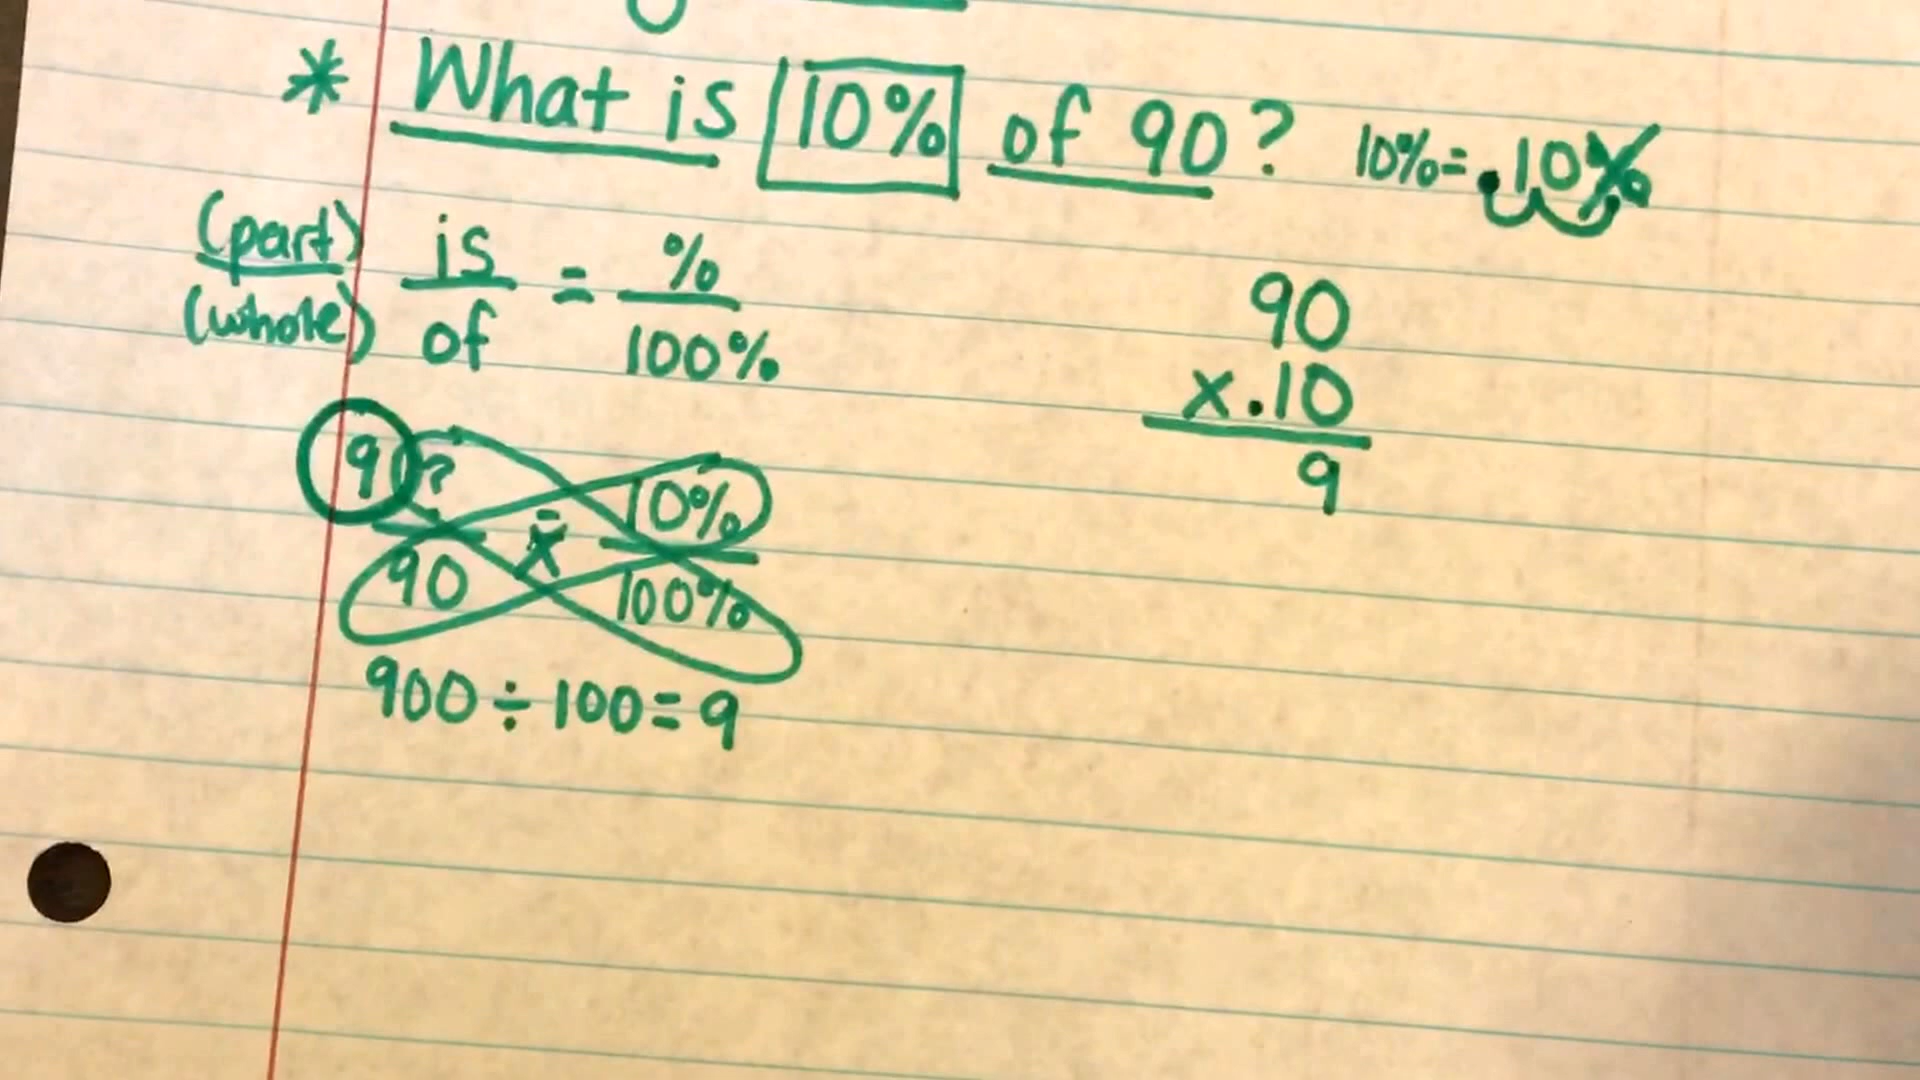 * What is 10% of 90? 10%= .10%
(part) is = %
(whole) of 100%
90
x.10
9
9 ? = 10%
90 x 100%
900 ÷ 100 = 9